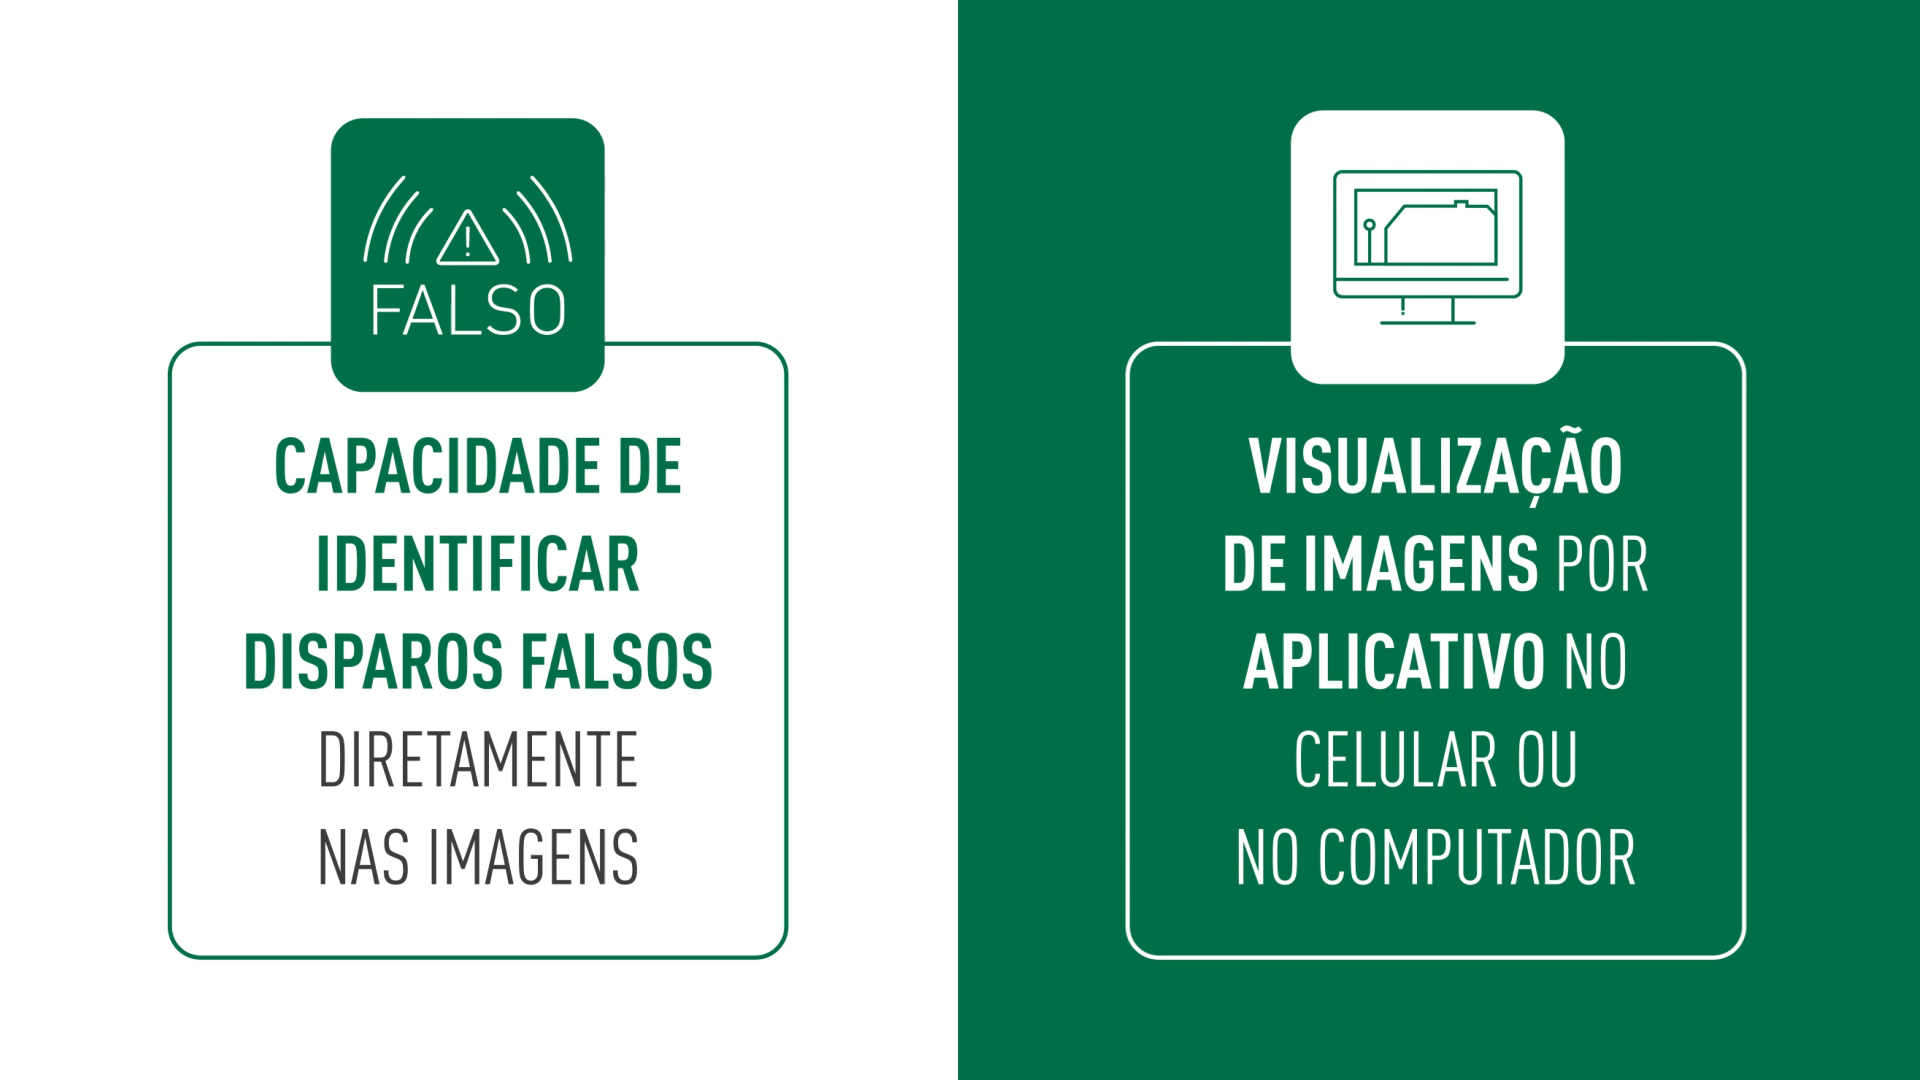 FALSO
CAPACIDADE DE
IDENTIFICAR
DISPAROS FALSOS
DIRETAMENTE
NAS IMAGENS
VISUALIZAÇÃO
DE IMAGENS POR
APLICATIVO NO
CELULAR OU
NO COMPUTADOR